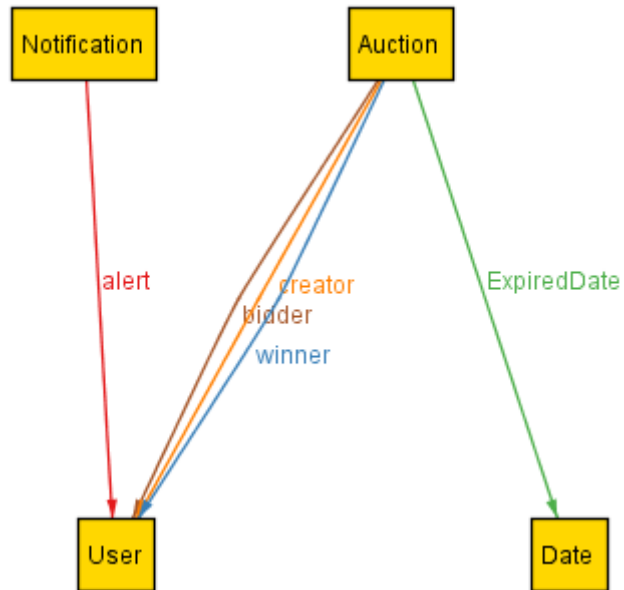 Notification
Auction
alert
creator
ExpiredDate
bidder
winner
User
Date